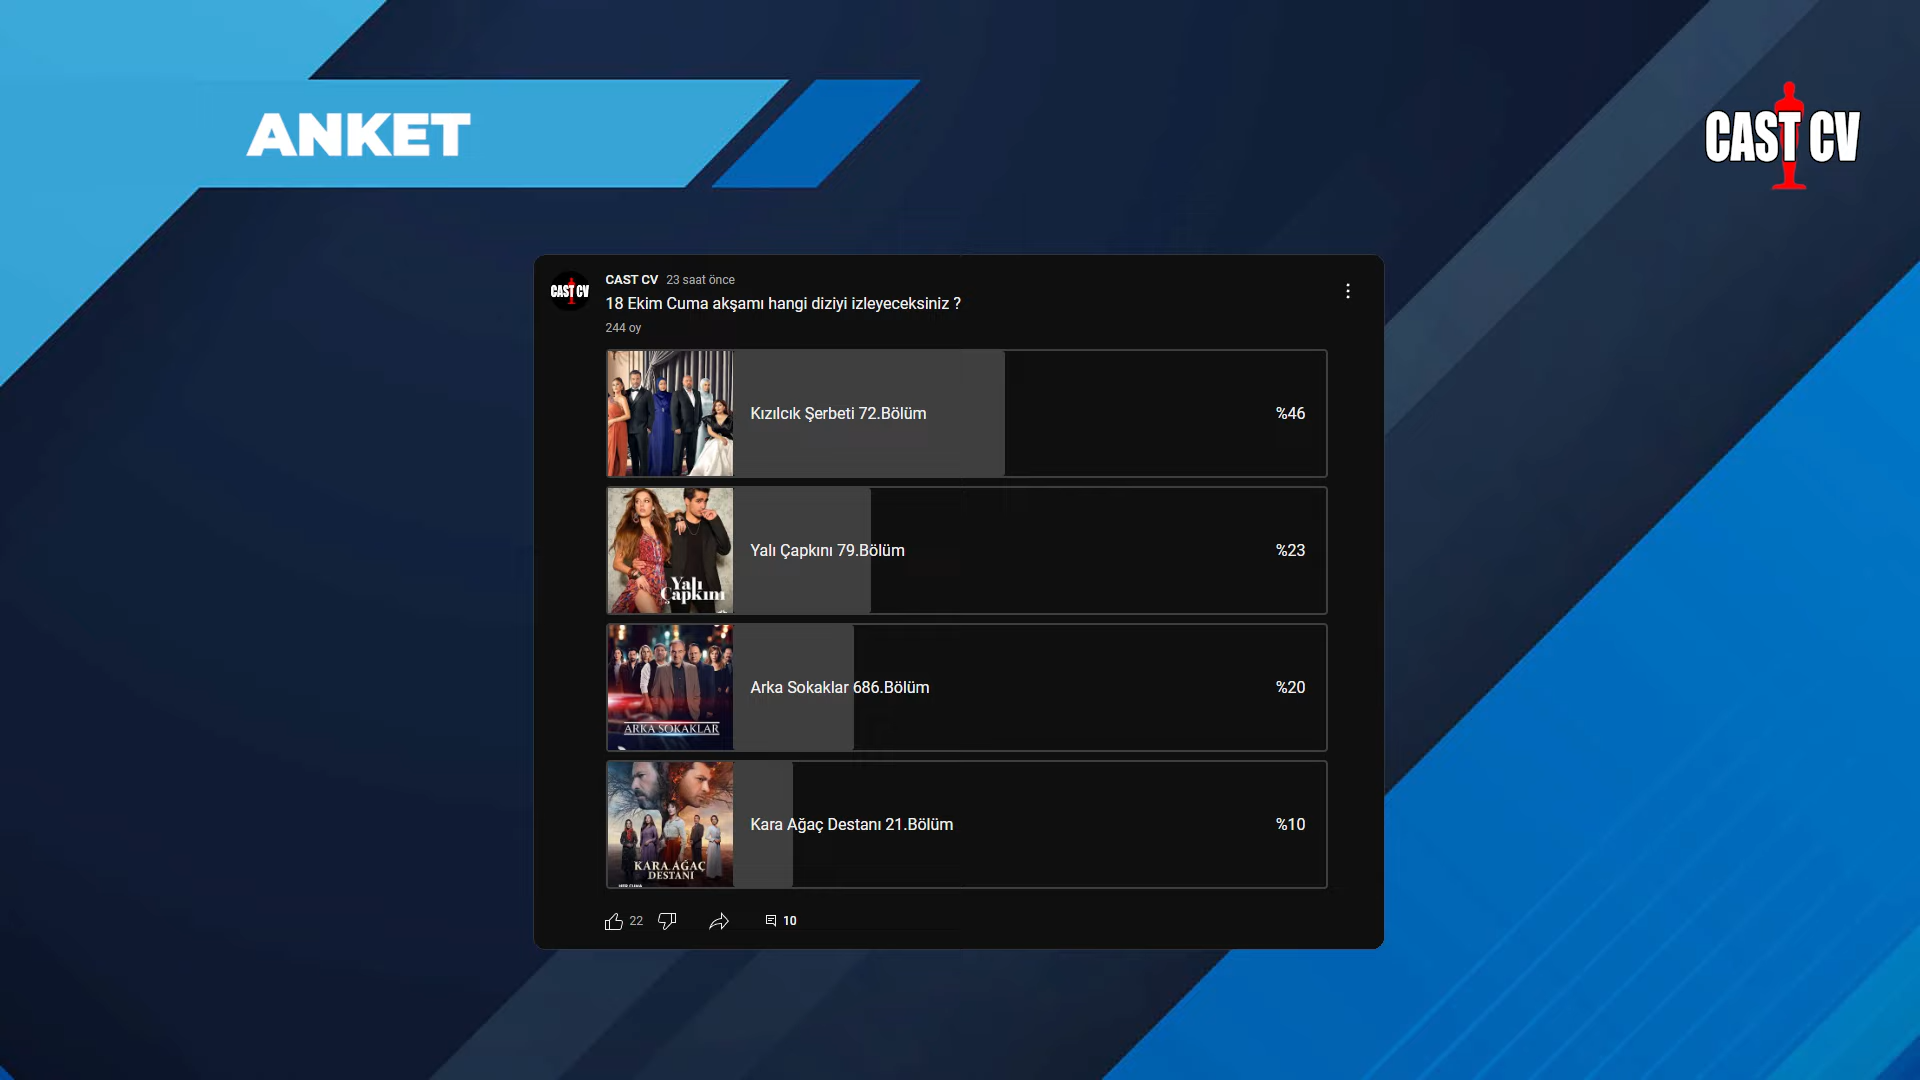 ANKET
CAST CV
CAST CV
CAST CV 23 saat önce
18 Ekim Cuma akşamı hangi diziyi izleyeceksiniz ?
244 oy
Kızılcık Şerbeti 72.Bölüm %46
Yalı Çapkını 79.Bölüm %23
Yalı
Çapkını
Arka Sokaklar 686.Bölüm %20
ARKA SOKAKLAR
Kara Ağaç Destanı 21.Bölüm %10
KARA AĞAÇ
DESTANI
HER CUMA
22 10